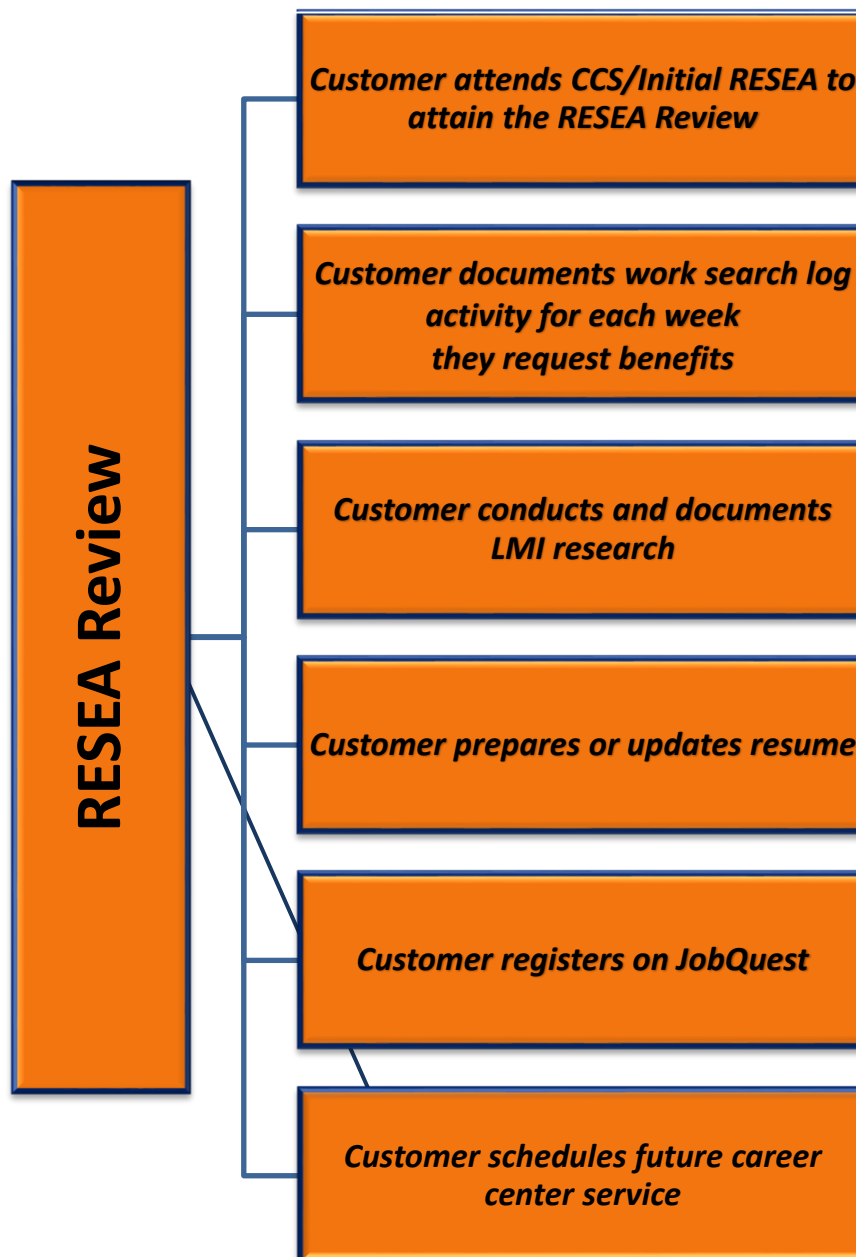 RESEA Review
Customer attends CCS/Initial RESEA to
attain the RESEA Review
Customer documents work search log
activity for each week
they request benefits
Customer conducts and documents
LMI research
Customer prepares or updates resume
Customer registers on JobQuest
Customer schedules future career
center service